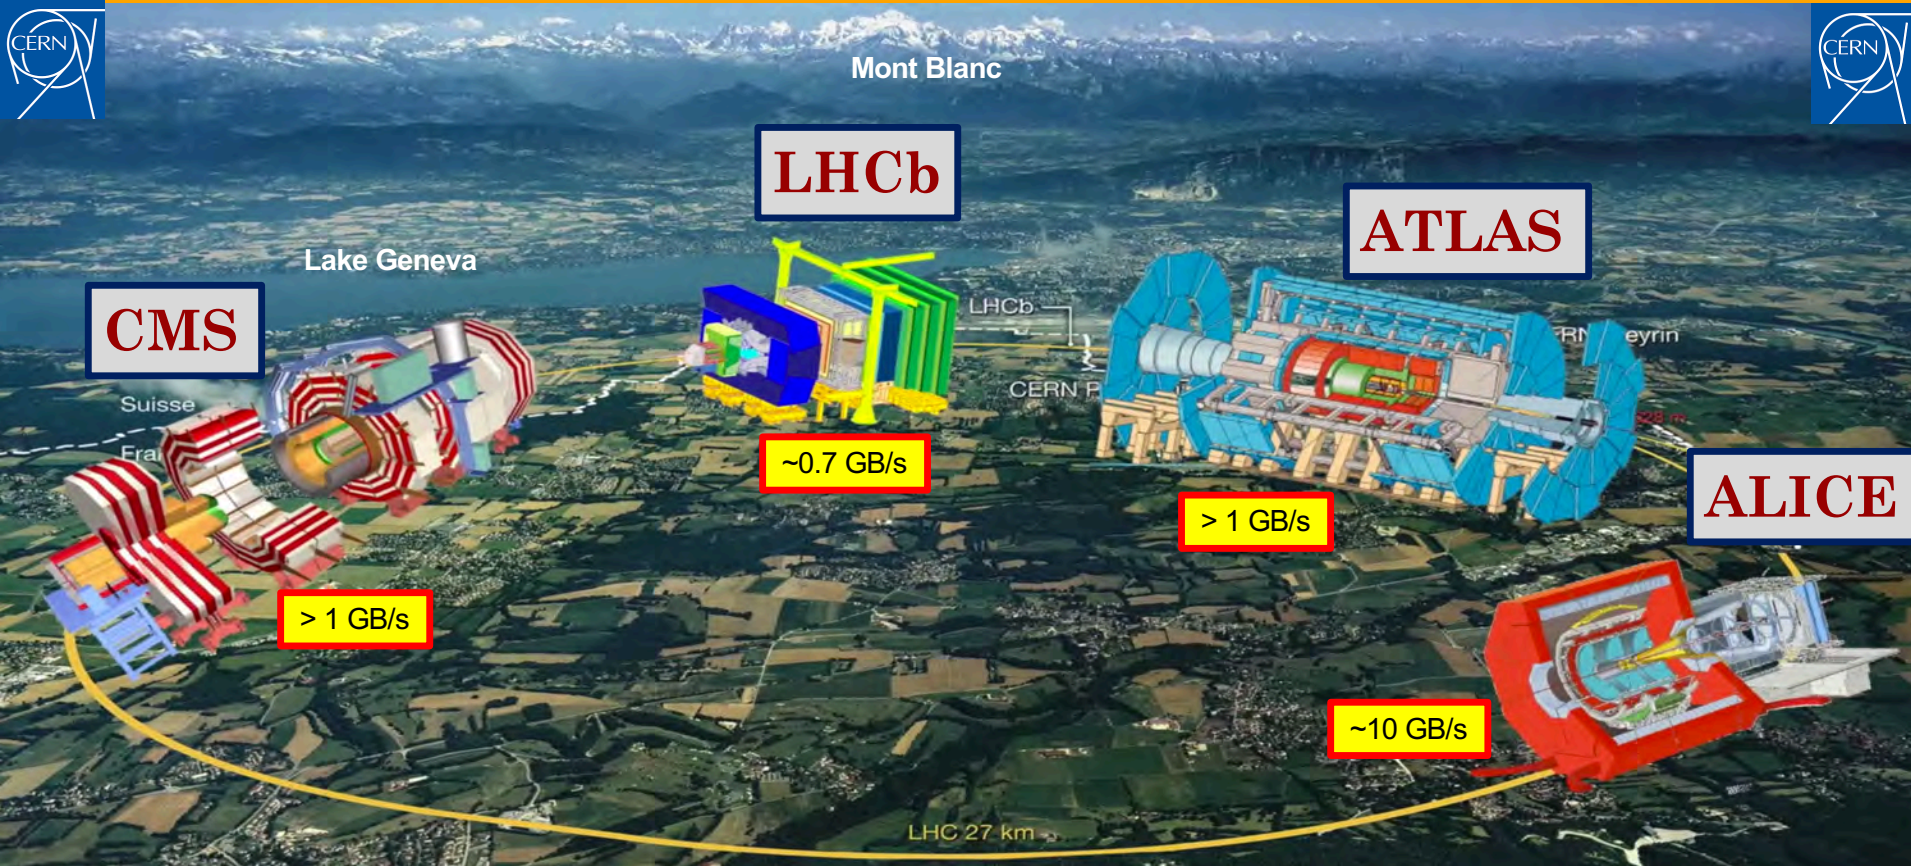 CERN
CERN
Mont Blanc
LHCb
ATLAS
Lake Geneva
CMS
LHCb
eyrin
CERN
Suisse
~0.7 GB/s
ALICE
> 1 GB/s
> 1 GB/s
~10 GB/s
LHC 27 km